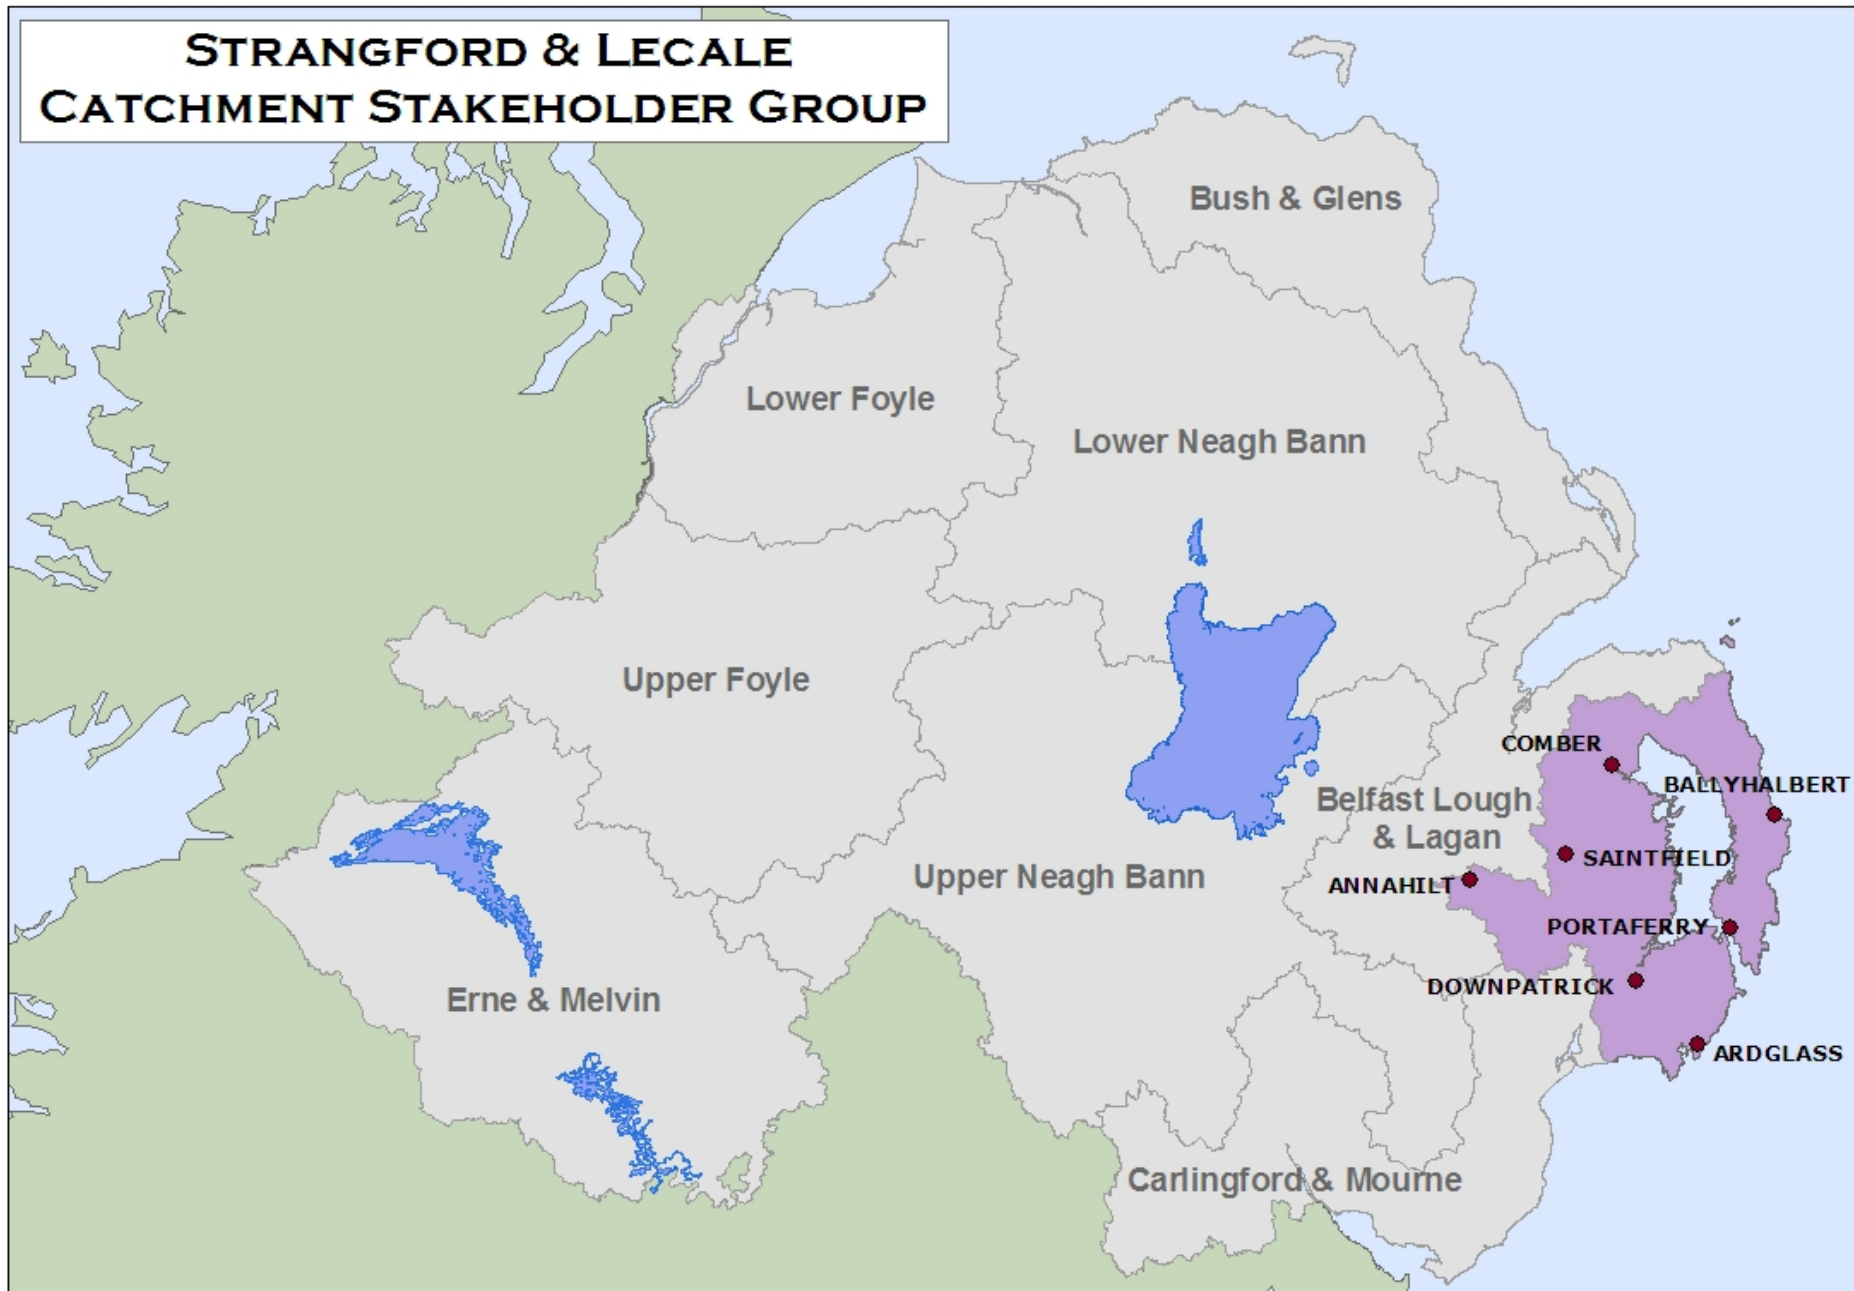 STRANGFORD & LECALE
CATCHMENT STAKEHOLDER GROUP
Bush & Glens
Lower Foyle
Lower Neagh Bann
Upper Foyle
COMBER
BALLYHALBERT
Belfast Lough
& Lagan
SAINTFIELD
Upper Neagh Bann
ANNAHILT
PORTAFERRY
DOWNPATRICK
Erne & Melvin
ARDGLASS
Carlingford & Mourne